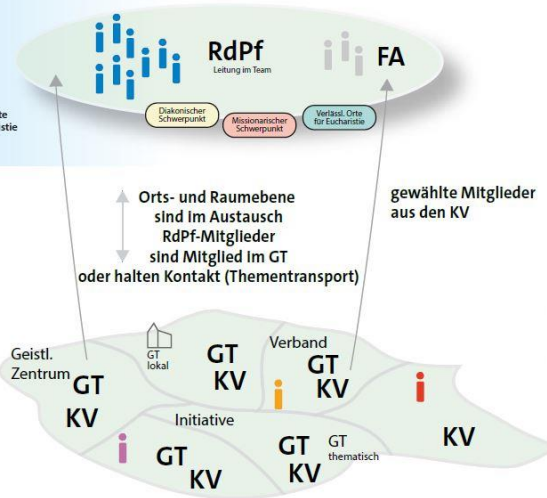 RdPf
Leitung im Team
FA
Diakonischer
Schwerpunkt
Missionarischer
Schwerpunkt
Verlässl. Orte
für Eucharistie
Orts- und Raumebene
sind im Austausch
RdPf-Mitglieder
sind Mitglied im GT
oder halten Kontakt (Thementransport)
gewählte Mitglieder
aus den KV
Geistl.
Zentrum
GT
KV
GT
lokal
GT
KV
Verband
GT
KV
Initiative
GT
KV
GT
KV
GT
thematisch
KV